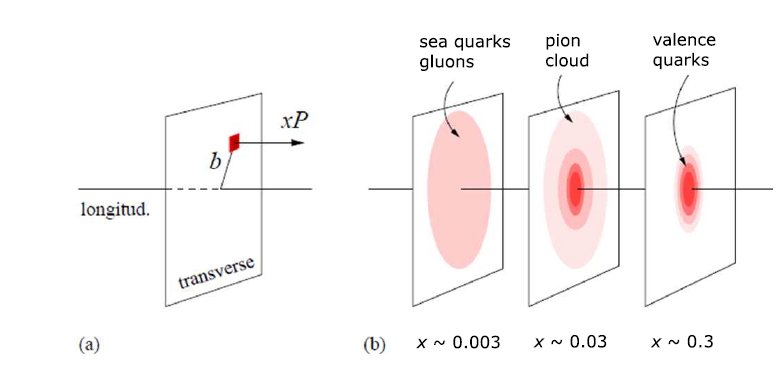 xP
b
longitud.
transverse
(a)
sea quarks
gluons
pion
cloud
valence
quarks
(b)
x ~ 0.003
x ~ 0.03
x ~ 0.3